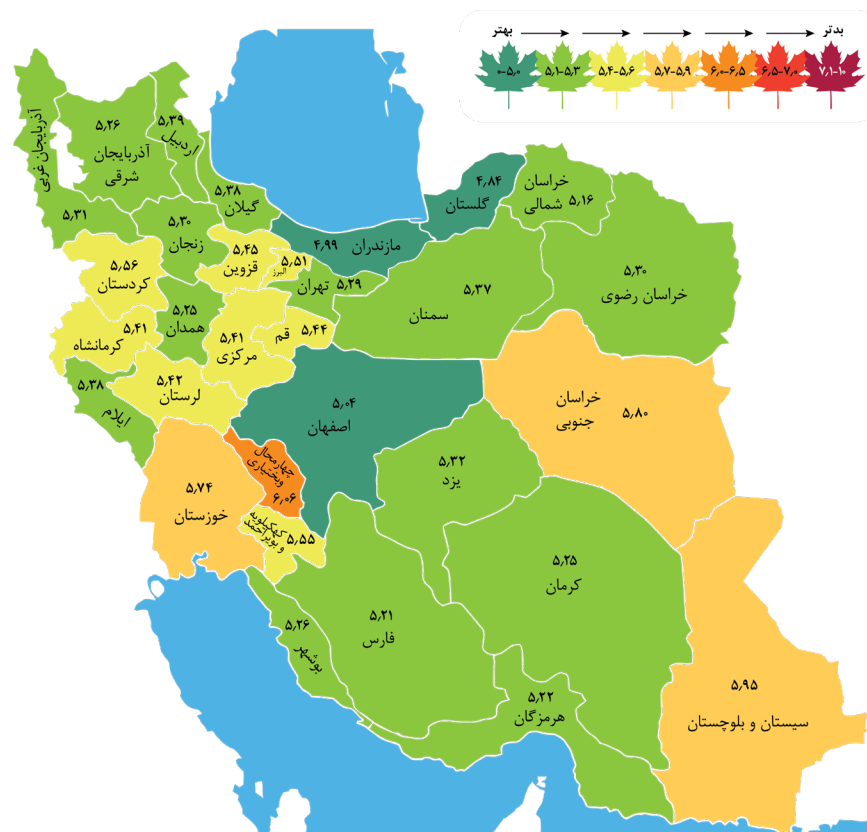 بهتر
بدتر
۰-۵٫۰
۵٫۱-۵٫۳
۵٫۴-۵٫۶
۵٫۷-۵٫۹
۶٫۰-۶٫۵
۶٫۵-۷٫۰
۷٫۱-۱۰
آذربایجان غربی
۵٫۳۱
۵٫۲۶
آذربایجان
شرقی
۵٫۳۹
اردبیل
۵٫۳۸
گیلان
۵٫۳۰
زنجان
۵٫۴۵
قزوین
۵٫۵۱
البرز
۵٫۲۹
تهران
مازندران
۴٫۹۹
۴٫۸۴
گلستان
خراسان
شمالی
۵٫۱۶
۵٫۳۰
خراسان رضوی
۵٫۳۷
سمنان
۵٫۵۶
کردستان
۵٫۲۵
همدان
۵٫۴۱
کرمانشاه
۵٫۴۱
مرکزی
۵٫۴۴
قم
۵٫۴۲
لرستان
۵٫۳۸
ایلام
۵٫۰۴
اصفهان
خراسان
جنوبی
۵٫۸۰
۵٫۳۲
یزد
چهارمحال
وبختیاری
۶٫۰۶
۵٫۷۴
خوزستان
کهکیلویه
و بویراحمد
۵٫۵۵
۵٫۲۵
کرمان
۵٫۲۱
فارس
۵٫۲۶
بوشهر
۵٫۲۲
هرمزگان
۵٫۹۵
سیستان و بلوچستان